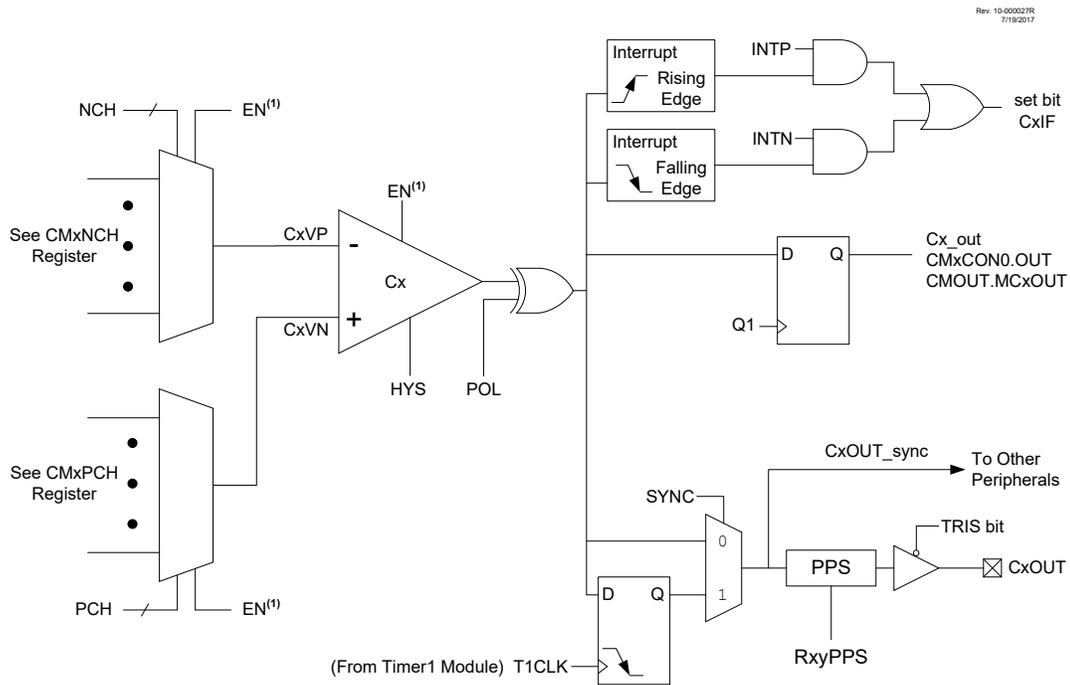 Rev. 10-000027R
7/19/2017
NCH
EN(1)
See CMxNCH
Register
CxVP
EN(1)
-
Cx
+
CxVN
HYS
POL
See CMxPCH
Register
PCH
EN(1)
Interrupt
Rising
Edge
INTP
Interrupt
Falling
Edge
INTN
set bit
CxIF
D Q
Q1
Cx_out
CMxCON0.OUT
CMOUT.MCxOUT
CxOUT_sync
To Other
Peripherals
SYNC
0
1
TRIS bit
PPS
CxOUT
RxyPPS
D Q
(From Timer1 Module) T1CLK